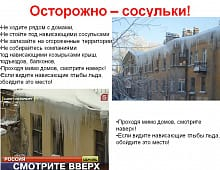 Осторожно – сосульки!
•Не ходите рядом с домами,
•Не стойте под нависающими сосульками
•Не залезайте на огороженные территории
•Не собирайтесь компаниями
под нависающими козырьками крыш,
подъездов, балконов.
•Проходя мимо домов, смотрите
наверх!
•Если видите нависающие глыбы льда,
обойдите это место!
•Проходя мимо домов, смотрите
наверх!
•Если видите нависающие глыбы льда,
обойдите это место!
РОССИЯ
СМОТРИТЕ ВВЕРХ